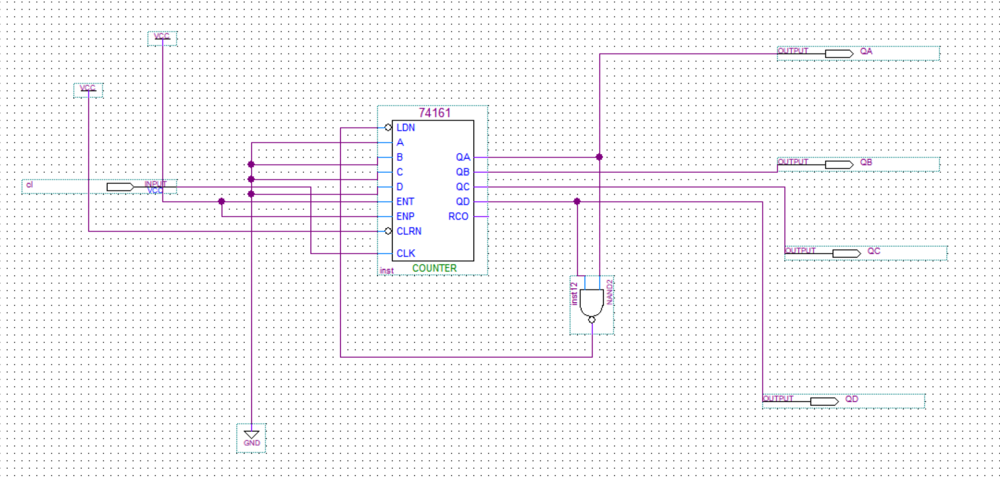 VCC
OUTPUT QA
VCC
74161
LDN
A
B QA
OUTPUT QB
C QB
cl INPUT
VCC
D QC
ENT QD
ENP RCO
CLRN
OUTPUT QC
CLK
inst COUNTER
inst12 NAND2
OUTPUT QD
GND